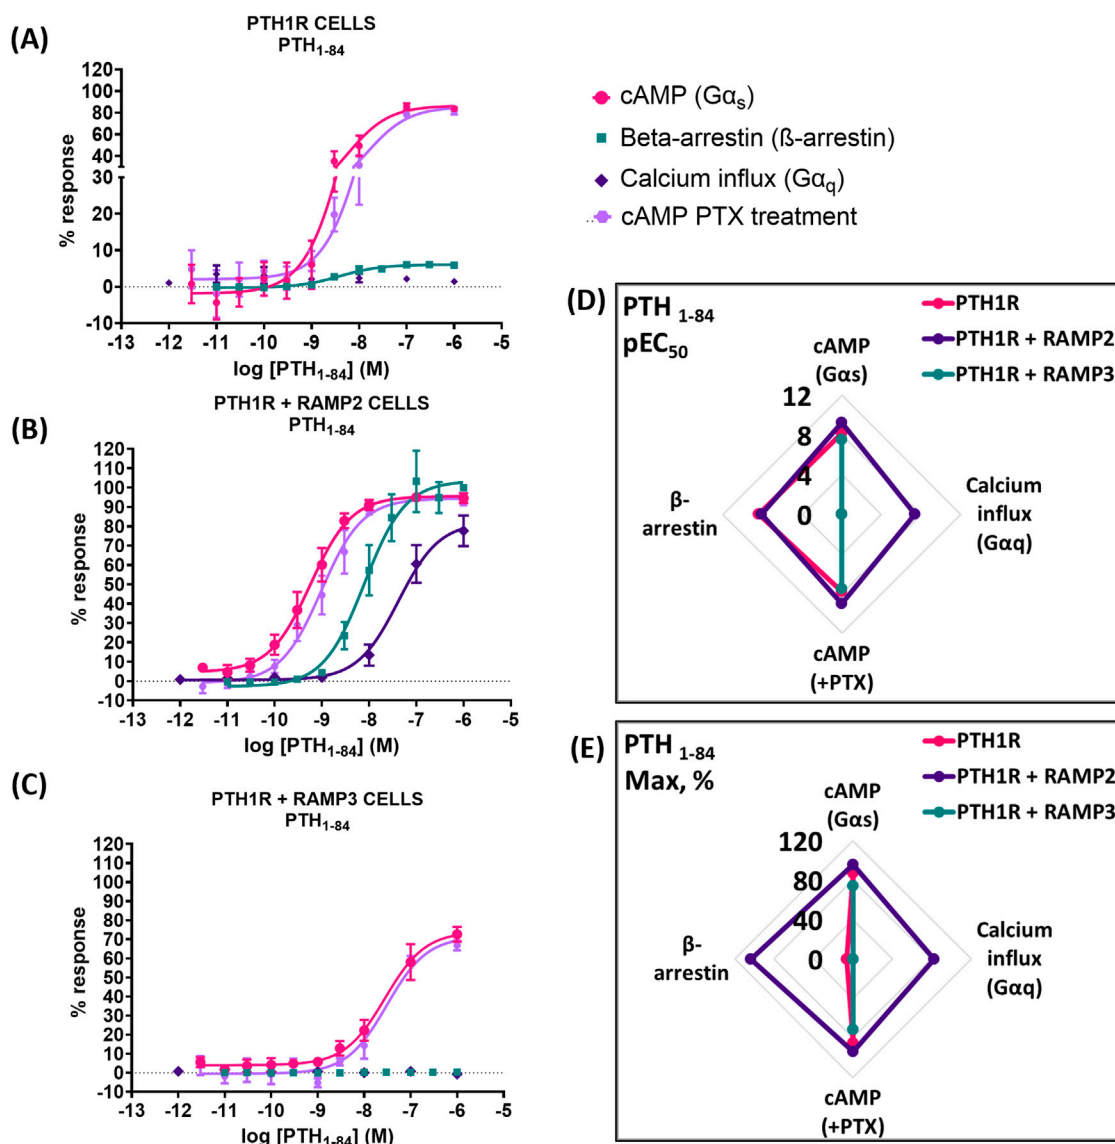 (A)
PTH1R CELLS
PTH1-84
120
100
80
60
40
30
20
10
0
-10
% response
-13 -12 -11 -10 -9 -8 -7 -6 -5
log [PTH1-84] (M)
cAMP (Gαs)
Beta-arrestin (ß-arrestin)
Calcium influx (Gαq)
cAMP PTX treatment
(B)
PTH1R + RAMP2 CELLS
PTH1-84
120
110
100
90
80
70
60
50
40
30
20
10
0
-10
% response
-13 -12 -11 -10 -9 -8 -7 -6 -5
log [PTH1-84] (M)
(C)
PTH1R + RAMP3 CELLS
PTH1-84
120
110
100
90
80
70
60
50
40
30
20
10
0
-10
% response
-13 -12 -11 -10 -9 -8 -7 -6 -5
log [PTH1-84] (M)
(D)
PTH 1-84
pEC50
PTH1R
PTH1R + RAMP2
PTH1R + RAMP3
cAMP
(Gαs)
12
8
4
0
β-
arrestin
Calcium
influx
(Gαq)
cAMP
(+PTX)
(E)
PTH 1-84
Max, %
PTH1R
PTH1R + RAMP2
PTH1R + RAMP3
cAMP
(Gαs)
120
80
40
0
β-
arrestin
Calcium
influx
(Gαq)
cAMP
(+PTX)